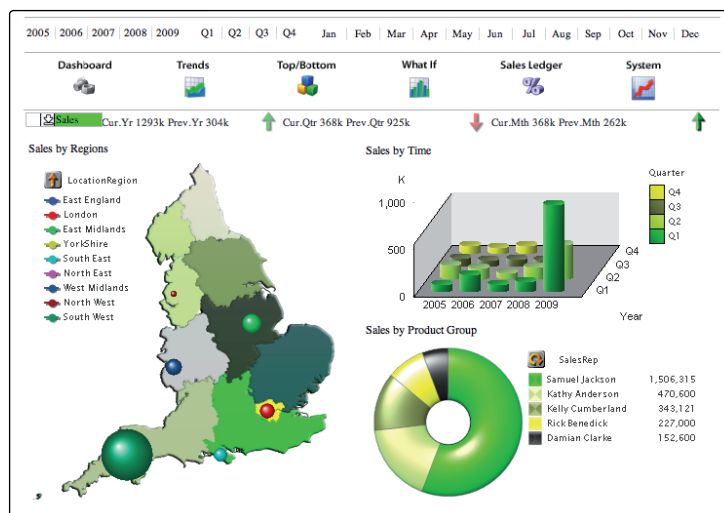 2005 2006 2007 2008 2009 Q1 Q2 Q3 Q4 Jan Feb Mar Apr May Jun Jul Aug Sep Oct Nov Dec
Dashboard Trends Top/Bottom What If Sales Ledger System
Sales Cur.Yr 1293k Prev.Yr 304k Cur.Qtr 368k Prev.Qtr 925k Cur.Mth 368k Prev.Mth 262k
Sales by Regions
LocationRegion
East England
London
East Midlands
YorkShire
South East
North East
West Midlands
North West
South West
Sales by Time
K
1,000
500
0
2005 2006 2007 2008 2009
Q1
Q2
Q3
Q4
Year
Quarter
Q4
Q3
Q2
Q1
Sales by Product Group
SalesRep
Samuel Jackson 1,506,315
Kathy Anderson 470,600
Kelly Cumberland 343,121
Rick Benedick 227,000
Damian Clarke 152,600